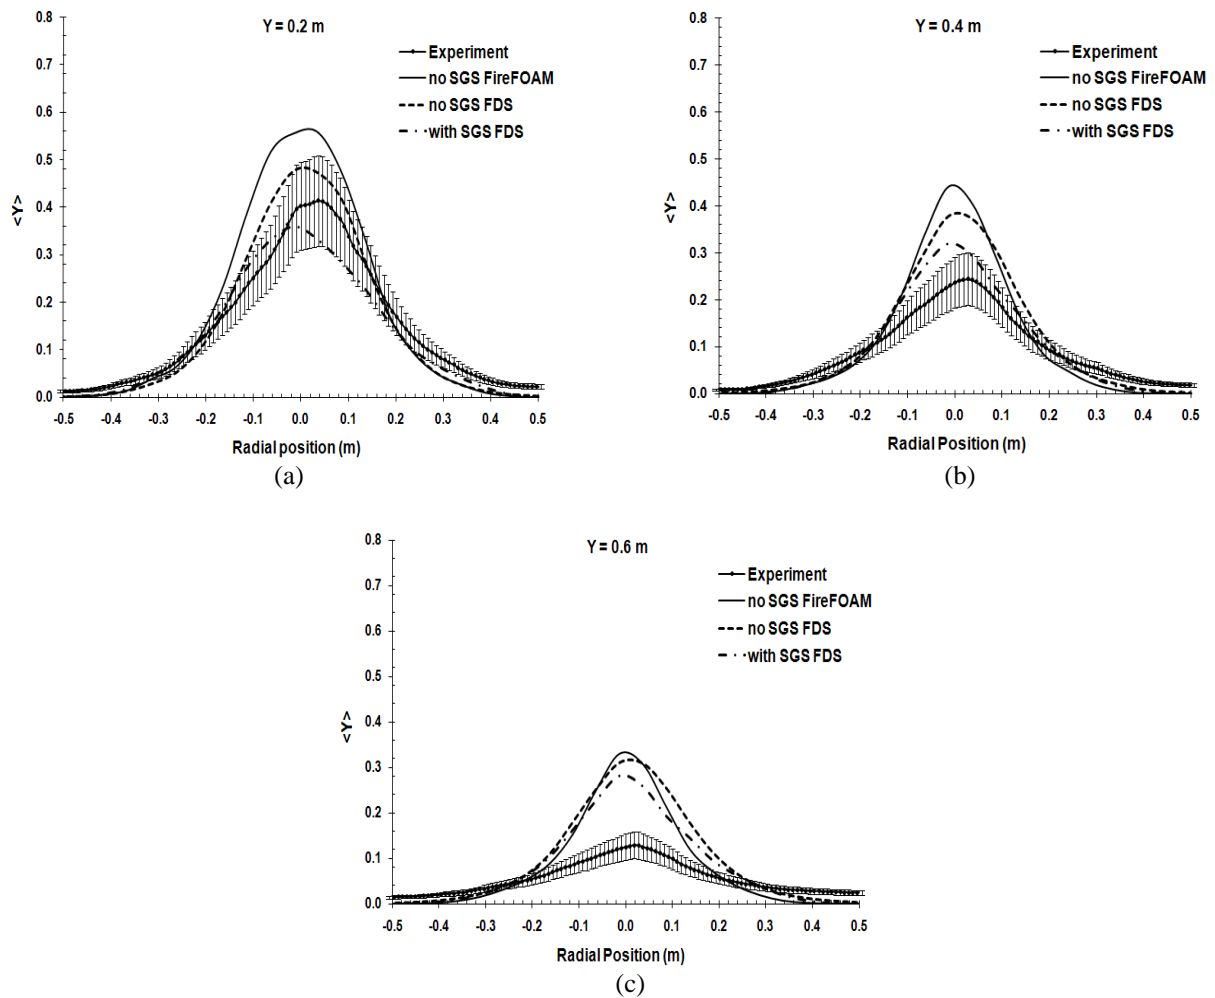 Y = 0.2 m
Experiment
no SGS FireFOAM
no SGS FDS
with SGS FDS
0.8
0.7
0.6
0.5
0.4
0.3
0.2
0.1
0.0
<Y>
-0.5 -0.4 -0.3 -0.2 -0.1 0.0 0.1 0.2 0.3 0.4 0.5
Radial position (m)
(a)
Y = 0.4 m
Experiment
no SGS FireFOAM
no SGS FDS
with SGS FDS
0.8
0.7
0.6
0.5
0.4
0.3
0.2
0.1
0.0
<Y>
-0.5 -0.4 -0.3 -0.2 -0.1 0.0 0.1 0.2 0.3 0.4 0.5
Radial Position (m)
(b)
Y = 0.6 m
Experiment
no SGS FireFOAM
no SGS FDS
with SGS FDS
0.8
0.7
0.6
0.5
0.4
0.3
0.2
0.1
0.0
<Y>
-0.5 -0.4 -0.3 -0.2 -0.1 0.0 0.1 0.2 0.3 0.4 0.5
Radial Position (m)
(c)